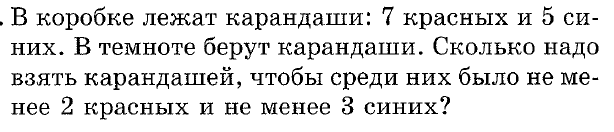 . В коробке лежат карандаши: 7 красных и 5 си-
них. В темноте берут карандаши. Сколько надо
взять карандашей, чтобы среди них было не ме-
нее 2 красных и не менее 3 синих?